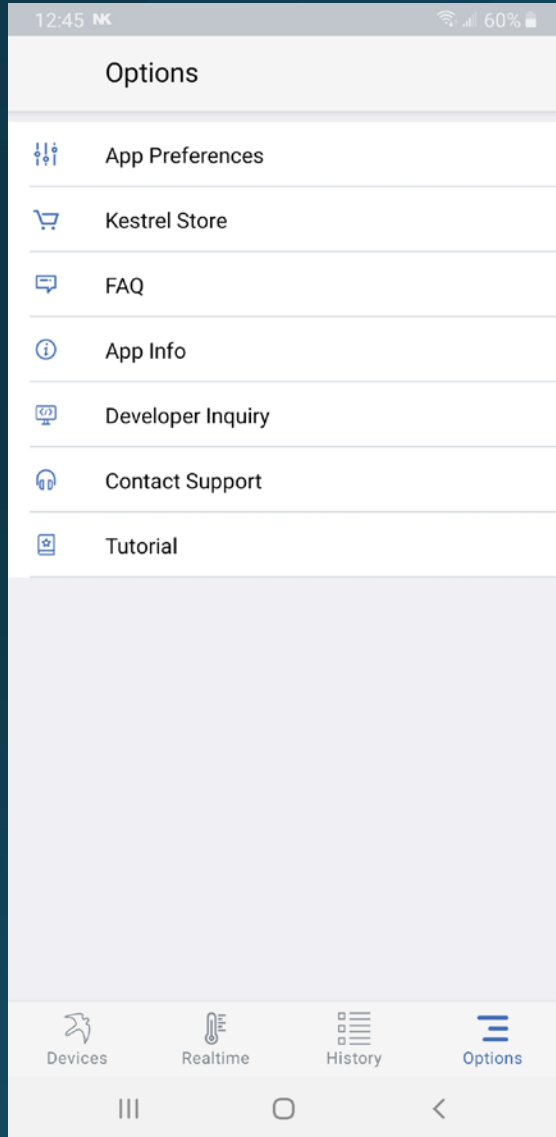 12:45 NK 60%
Options
App Preferences
Kestrel Store
FAQ
App Info
Developer Inquiry
Contact Support
Tutorial
Devices Realtime History Options